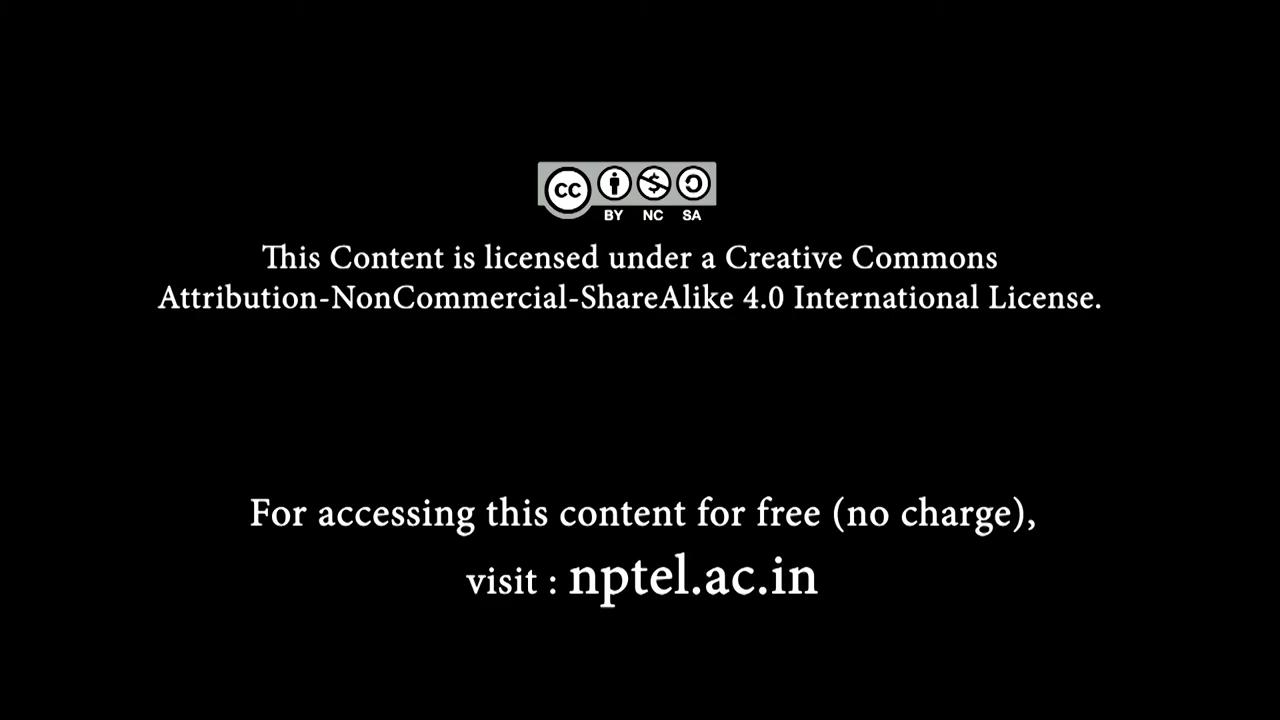 cc
BY NC SA
This Content is licensed under a Creative Commons
Attribution-NonCommercial-ShareAlike 4.0 International License.
For accessing this content for free (no charge),
visit : nptel.ac.in